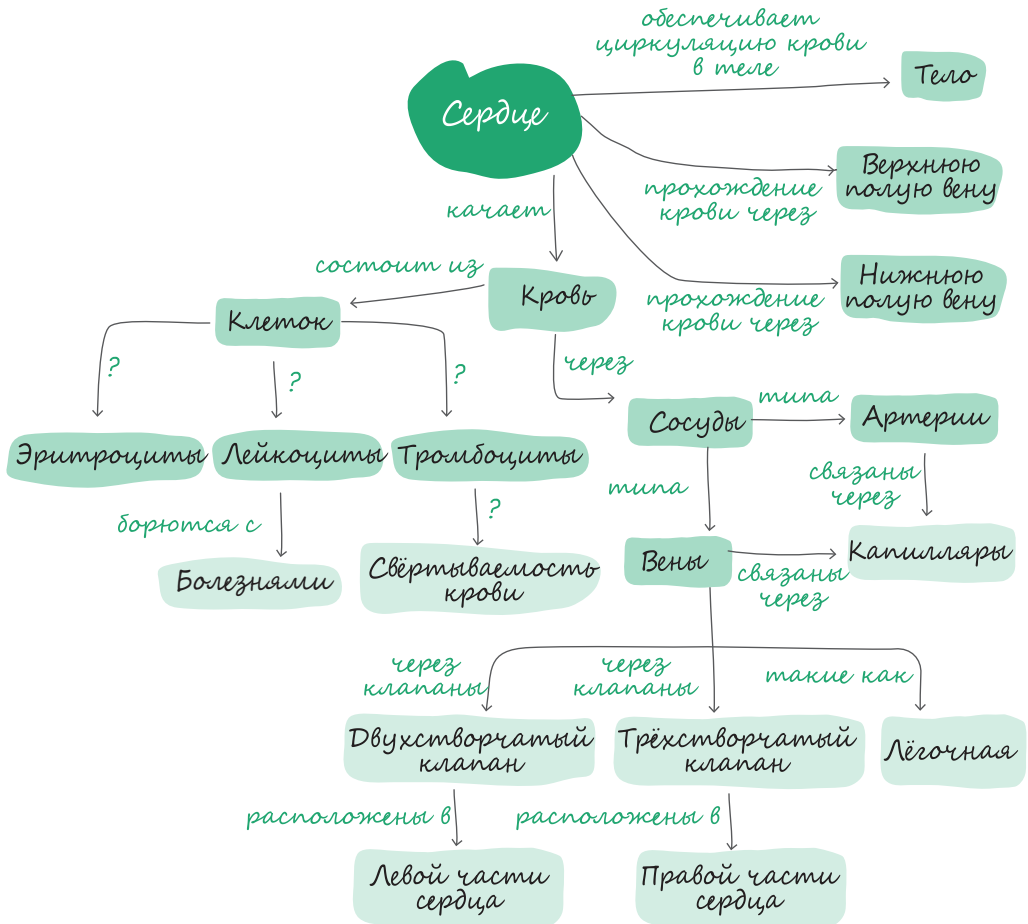 обеспечивает
циркуляцию крови
в теле
Тело
Сердце
Верхнюю
полую вену
прохождение
крови через
качает
состоит из
Нижнюю
полую вену
Кровь
прохождение
крови через
Клеток
?
?
?
через
типа
Сосуды
Артерии
Эритроциты
Лейкоциты
Тромбоциты
типа
связаны
через
борются с
?
Вены
Капилляры
связаны
через
Болезнями
Свёртываемость
крови
через
клапаны
через
клапаны
такие как
Двухстворчатый
клапан
Трёхстворчатый
клапан
Лёгочная
расположены в
расположены в
Левой части
сердца
Правой части
сердца